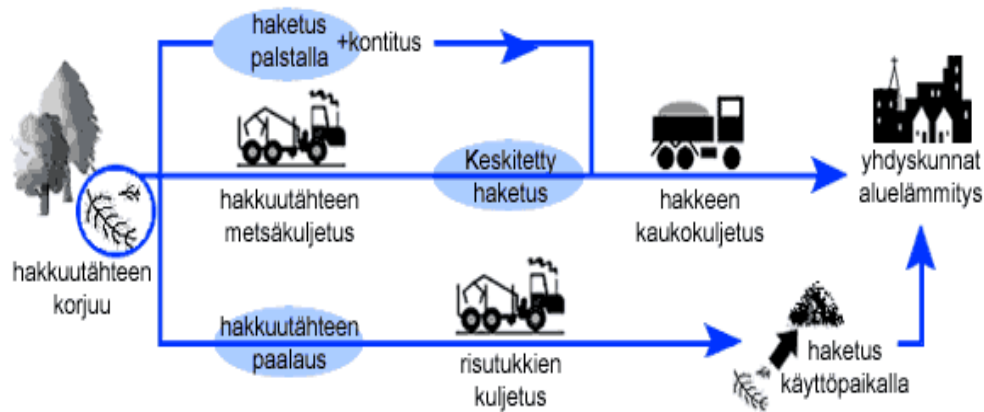 haketus
palstalla +kontitus
hakkuutähteen
metsäkuljetus
Keskitetty
haketus
hakkeen
kaukokuljetus
yhdyskunnat
aluelämmitys
hakkuutähteen
korjuu
hakkuutähteen
paalaus
risutukkien
kuljetus
haketus
käyttöpaikalla